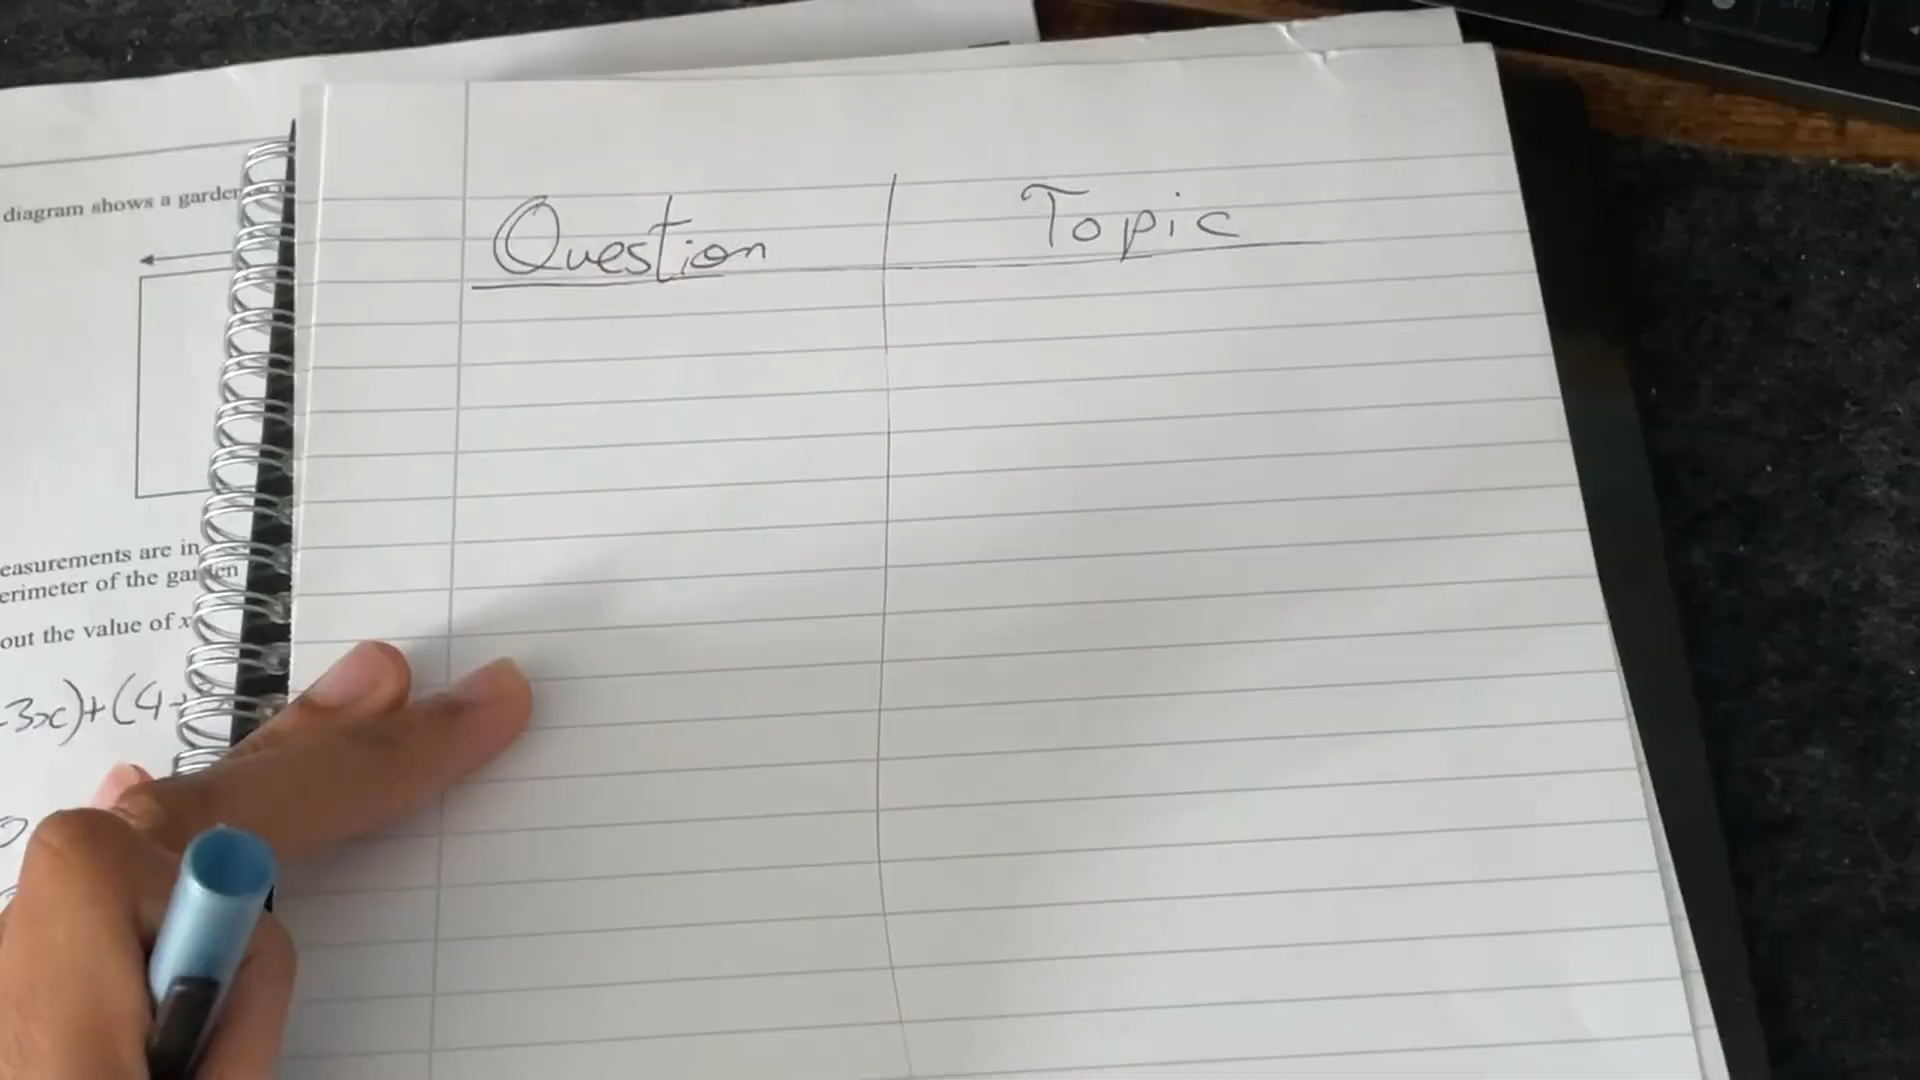 diagram shows a garden
easurements are in
erimeter of the garden
out the value of x
3x)+(4
Question
Topic